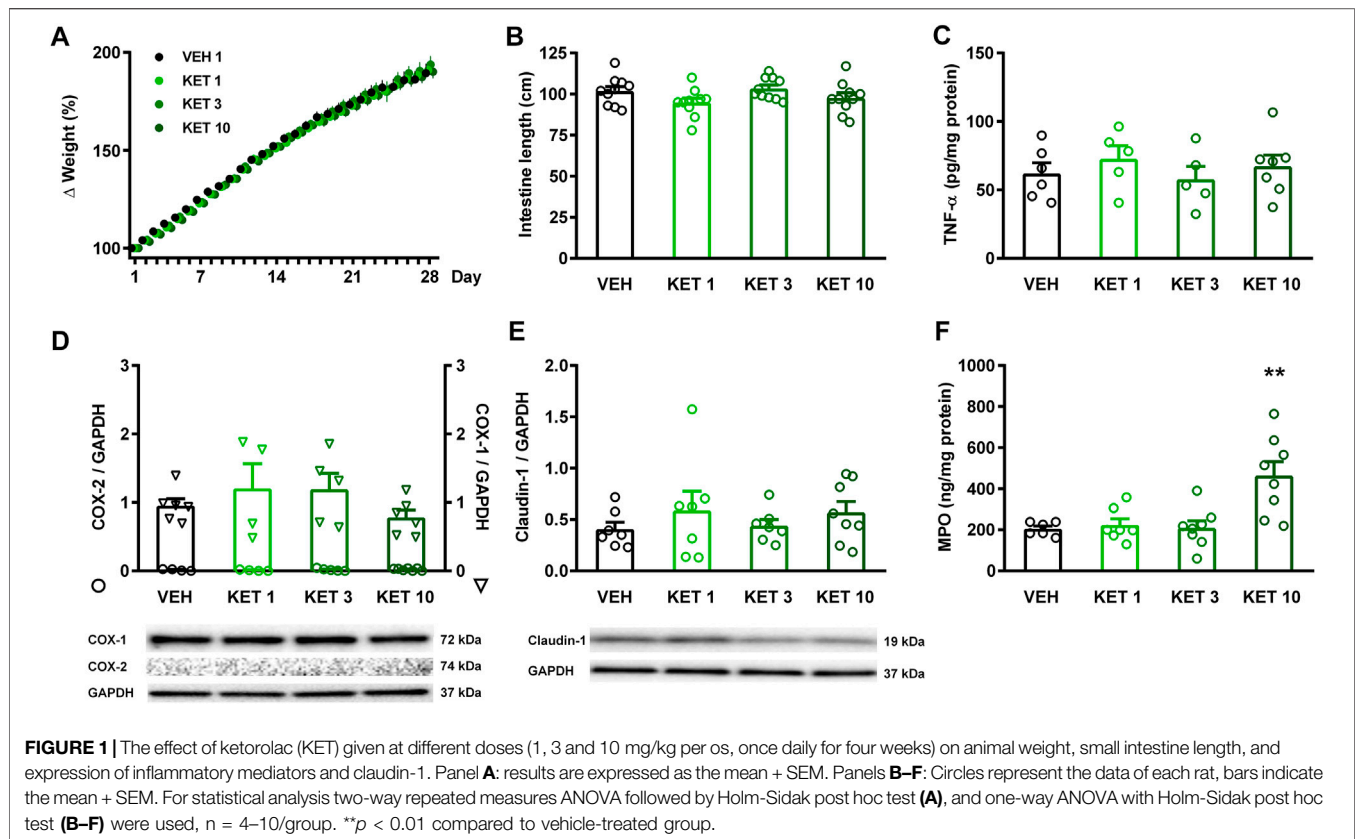 A
VEH 1
KET 1
KET 3
KET 10
Δ Weight (%)
200
150
100
1 7 14 21 28 Day
B
Intestine length (cm)
125
100
75
50
25
0
VEH KET 1 KET 3 KET 10
C
TNF-α (pg/mg protein)
150
100
50
0
VEH KET 1 KET 3 KET 10
D
COX-2 / GAPDH
3
2
1
0
COX-1 / GAPDH
3
2
1
0
VEH KET 1 KET 3 KET 10
COX-1 72 kDa
COX-2 74 kDa
GAPDH 37 kDa
E
Claudin-1 / GAPDH
2.0
1.5
1.0
0.5
0.0
VEH KET 1 KET 3 KET 10
Claudin-1 19 kDa
GAPDH 37 kDa
F
MPO (ng/mg protein)
1000
800
600
400
200
0
**
VEH KET 1 KET 3 KET 10
FIGURE 1 | The effect of ketorolac (KET) given at different doses (1, 3 and 10 mg/kg per os, once daily for four weeks) on animal weight, small intestine length, and
expression of inflammatory mediators and claudin-1. Panel A: results are expressed as the mean + SEM. Panels B–F: Circles represent the data of each rat, bars indicate
the mean + SEM. For statistical analysis two-way repeated measures ANOVA followed by Holm-Sidak post hoc test (A), and one-way ANOVA with Holm-Sidak post hoc
test (B–F) were used, n = 4–10/group. **p < 0.01 compared to vehicle-treated group.